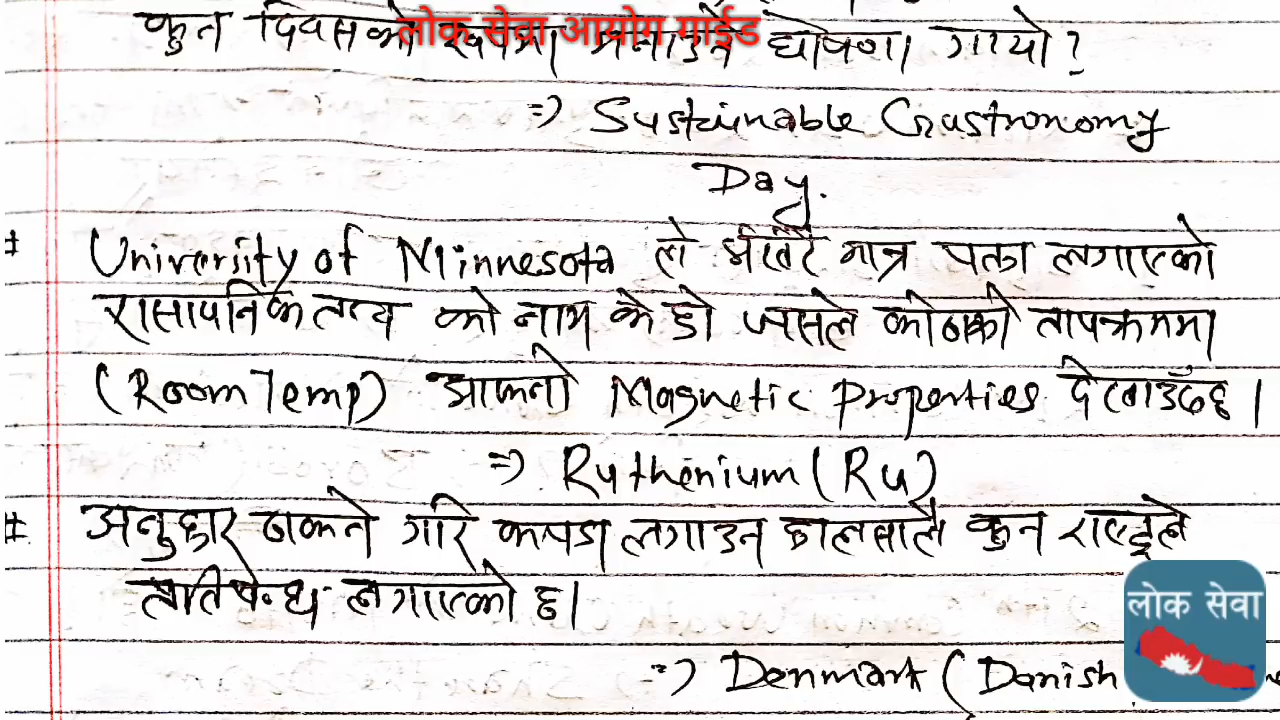 कुन दिवसको रूपमा मनाउने घोषणा गरायो?
लोक सेवा आयोग गाईड
=> Sustainable Gastronomy
Day.
# University of Minnesota ले भर्खरै मात्र पत्ता लगाएको
रासायनिक तत्व को नाम के हो जसले कोठाको तापक्रममा
(Room Temp) आफ्नो Magnetic Properties देखाउँदछ।
=> Ruthenium (Ru)
# अनुहार ढाक्ने गरि कपडा लगाउन हालसालै कुन राष्ट्रले
प्रतिबन्ध लगाएको छ।
लोक सेवा
=> Denmark (Danish